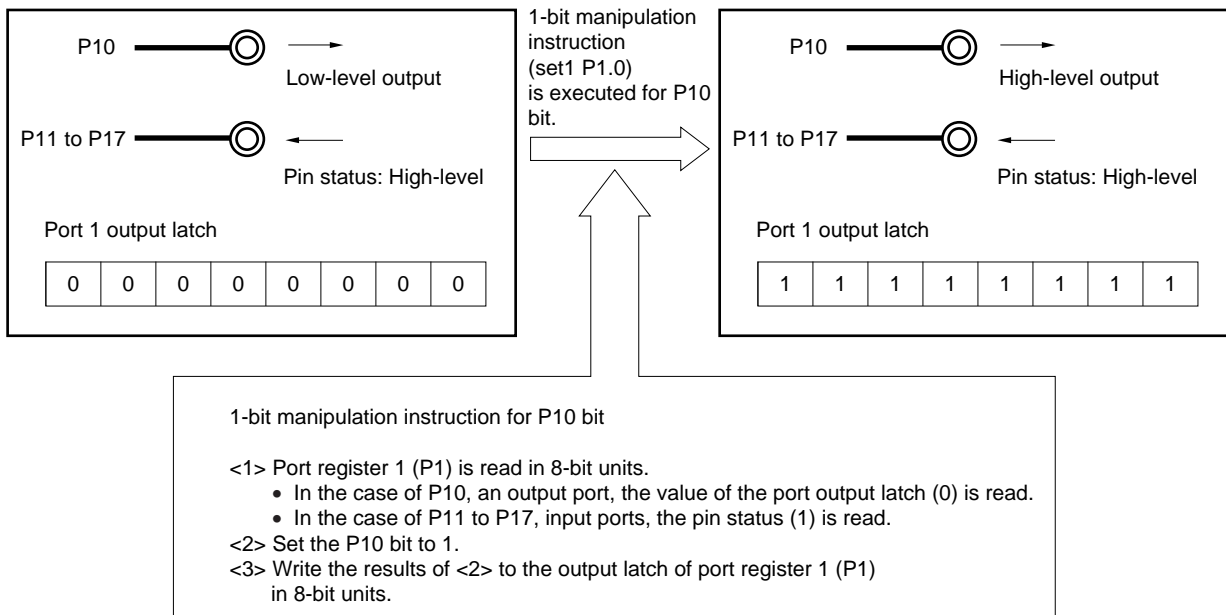 P10
Low-level output
P11 to P17
Pin status: High-level
Port 1 output latch
0 0 0 0 0 0 0 0
1-bit manipulation
instruction
(set1 P1.0)
is executed for P10
bit.
P10
High-level output
P11 to P17
Pin status: High-level
Port 1 output latch
1 1 1 1 1 1 1 1
1-bit manipulation instruction for P10 bit
<1> Port register 1 (P1) is read in 8-bit units.
• In the case of P10, an output port, the value of the port output latch (0) is read.
• In the case of P11 to P17, input ports, the pin status (1) is read.
<2> Set the P10 bit to 1.
<3> Write the results of <2> to the output latch of port register 1 (P1)
in 8-bit units.